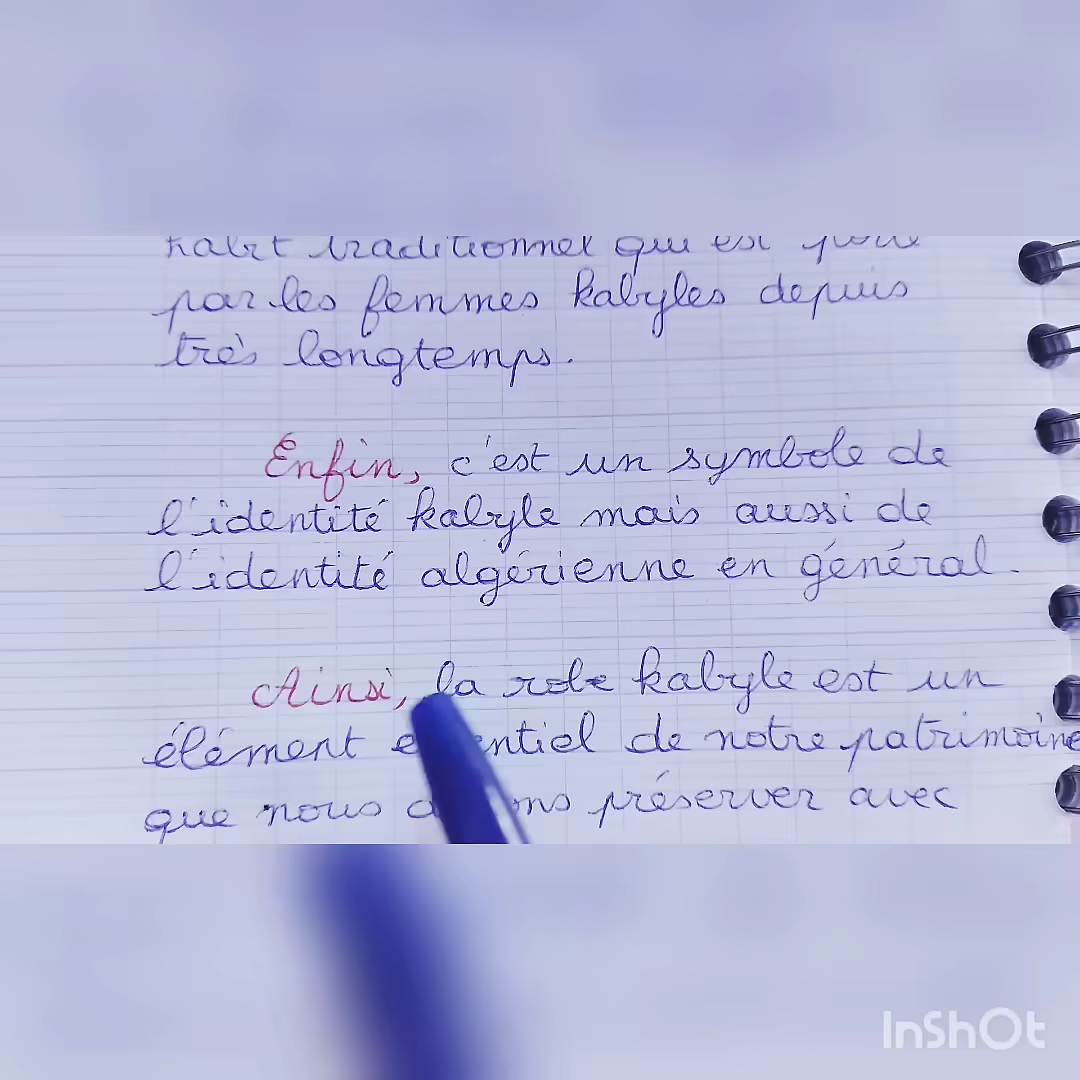 habit traditionnel qui est porté
par les femmes kabyles depuis
très longtemps.
Enfin, c'est un symbole de
l'identité kabyle mais aussi de
l'identité algérienne en général.
Ainsi, la robe kabyle est un
élément de notre patrimoine
que nous préserver avec
InShOt